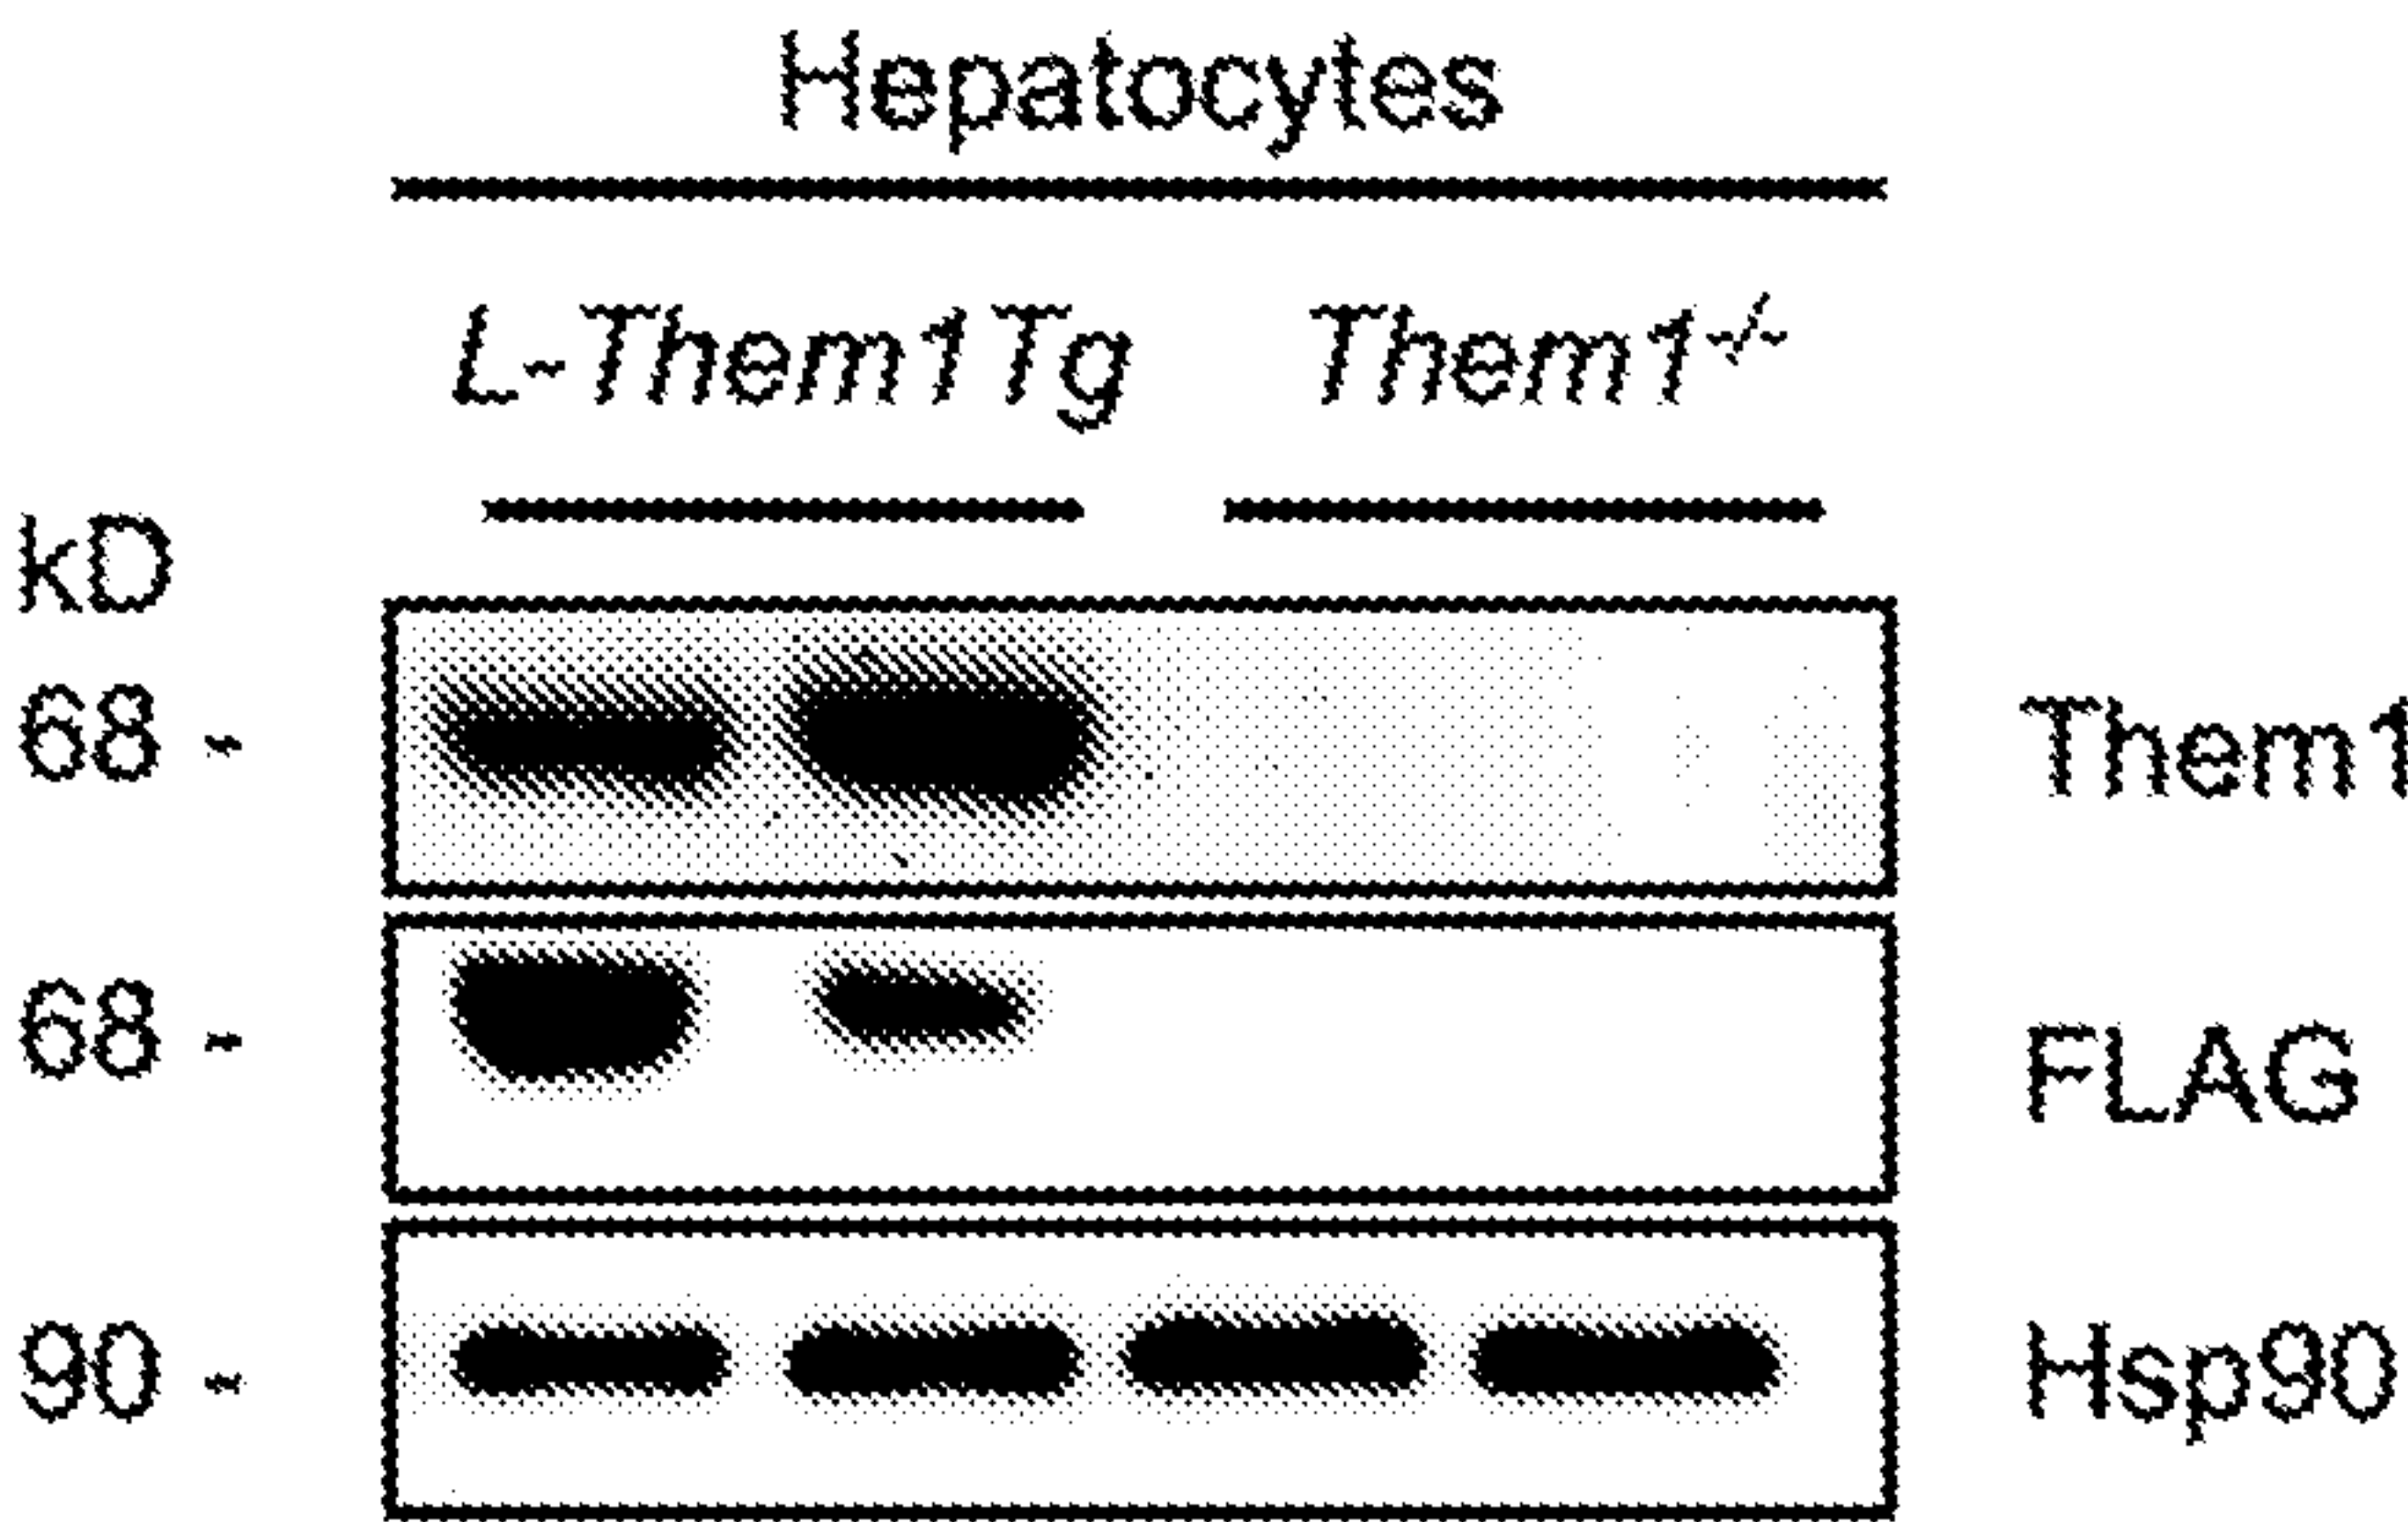 Hepatocytes
L-Them1Tg Them1-/-
kD
68 - Them1
68 - FLAG
90 - Hsp90